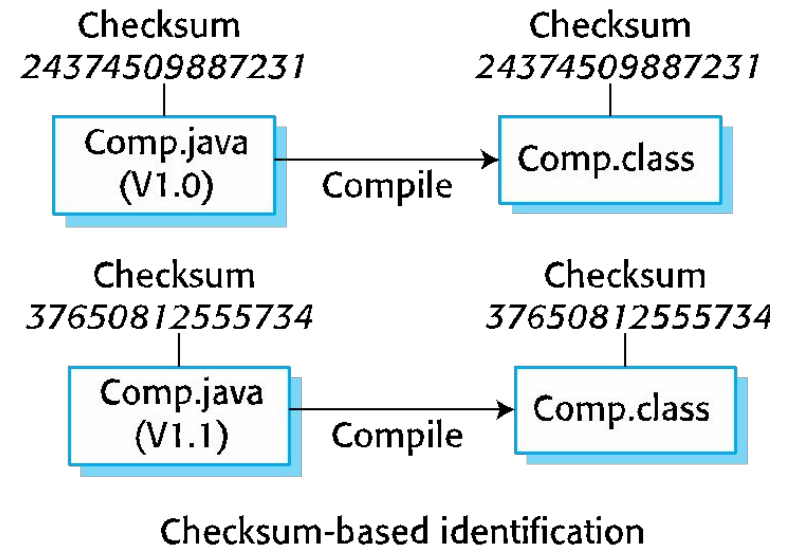 Checksum Checksum
24374509887231 24374509887231
Comp.java
(V1.0)
Compile
Comp.class
Checksum Checksum
37650812555734 37650812555734
Comp.java
(V1.1)
Compile
Comp.class
Checksum-based identification